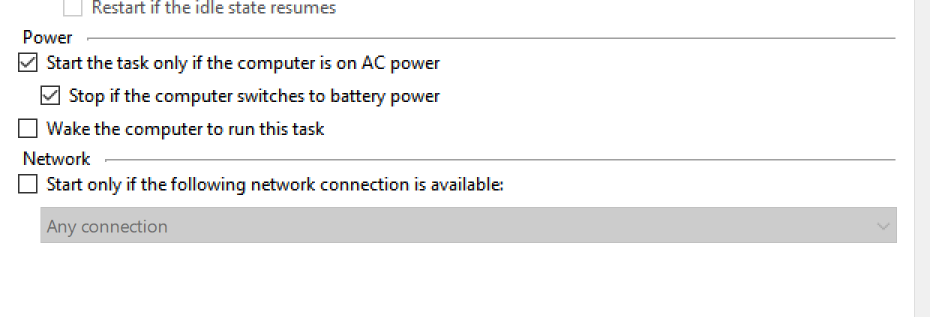 Restart if the idle state resumes
Power
Start the task only if the computer is on AC power
Stop if the computer switches to battery power
Wake the computer to run this task
Network
Start only if the following network connection is available:
Any connection